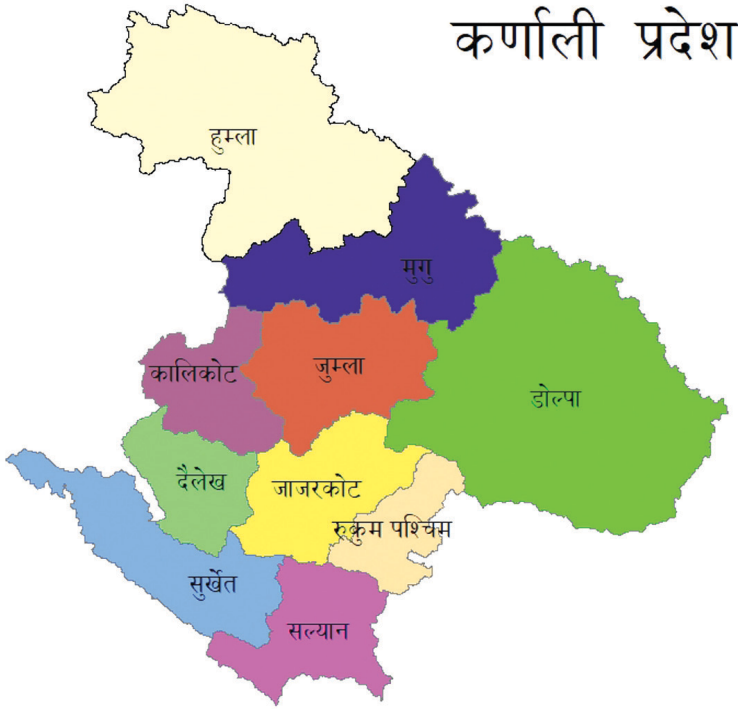 कर्णाली प्रदेश
हुम्ला
मुगु
कालिकोट
जुम्ला
डोल्पा
दैलेख
जाजरकोट
रुकुम पश्चिम
सुर्खेत
सल्यान